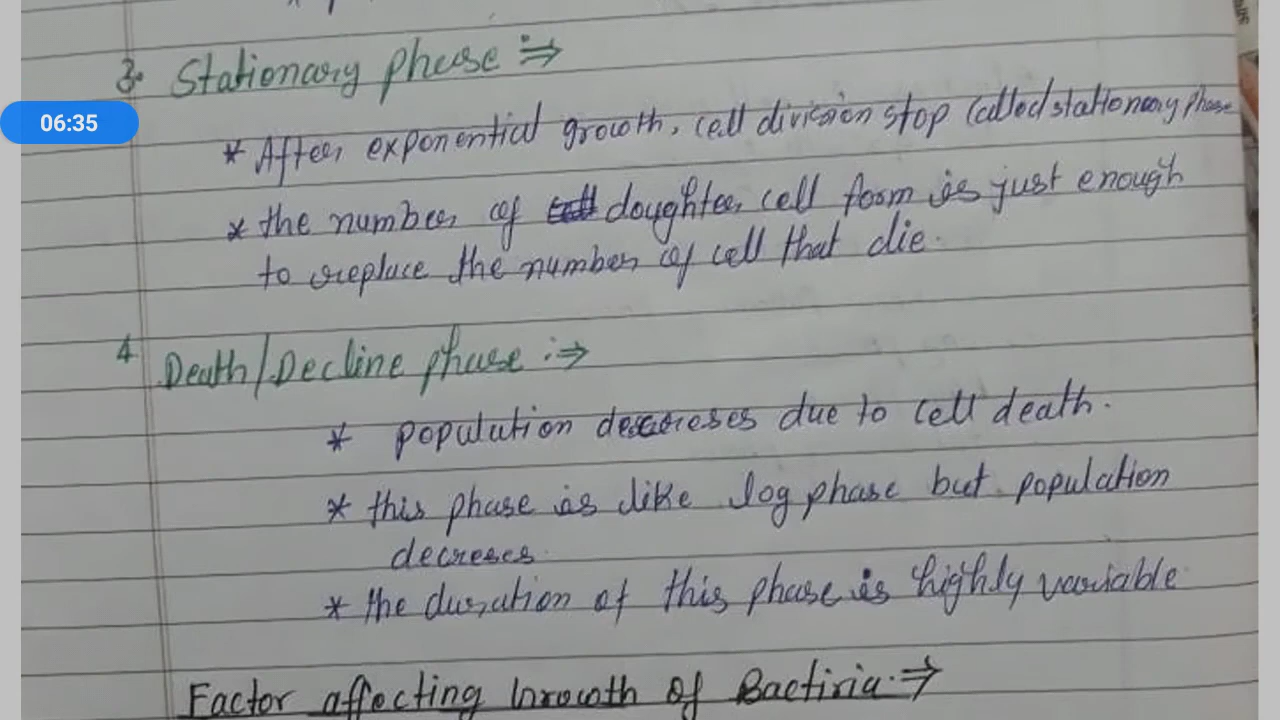 3. Stationary phase :⇒
06:35
* After exponential growth, cell division stop called stationary phase
* the number of doughter cell form is just enough
to replace the number of cell that die.
4 Death/Decline phase :⇒
* population decreses due to cell death.
* this phase is like log phase but population
decreses.
* the duration of this phase is highly variable
Factor affecting Growth of Bactiria:⇒